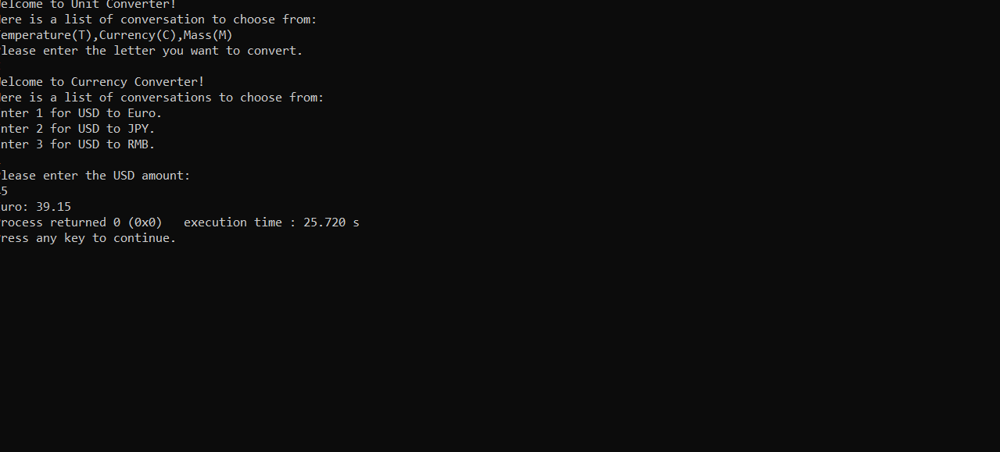 elcome to Unit Converter!
ere is a list of conversation to choose from:
emperature(T),Currency(C),Mass(M)
lease enter the letter you want to convert.
elcome to Currency Converter!
ere is a list of conversations to choose from:
nter 1 for USD to Euro.
nter 2 for USD to JPY.
nter 3 for USD to RMB.
lease enter the USD amount:
5
uro: 39.15
rocess returned 0 (0x0)   execution time : 25.720 s
ress any key to continue.